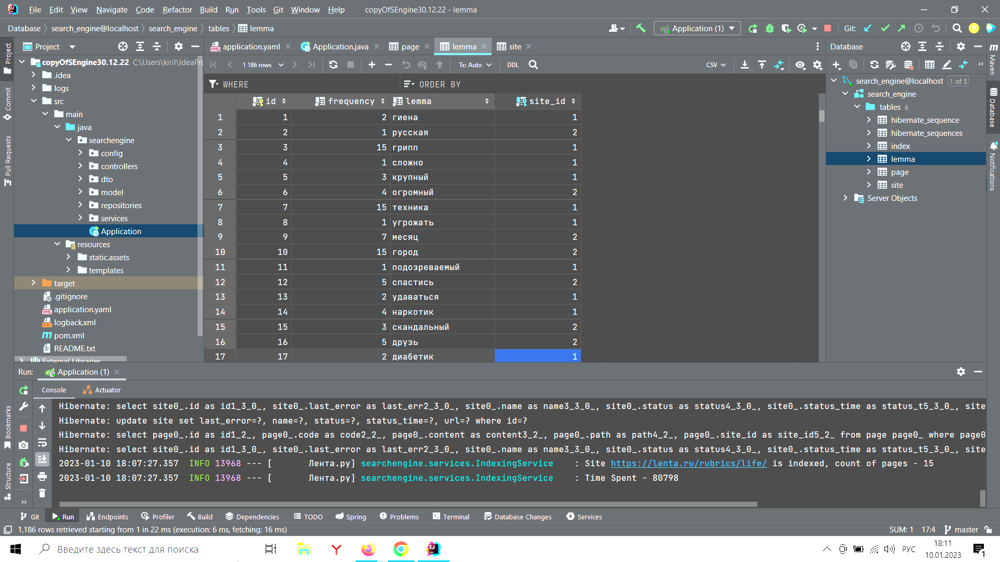 File Edit View Navigate Code Refactor Build Run Tools Git Window Help copyOfSEngine30.12.22 - lemma
Database search_engine@localhost search_engine tables lemma Application (1) Git:
Project application.yaml Application.java page lemma site Database
copyOfSEngine30.12.22 C:\Users\kiril\IdeaPro
1 186 rows Tx: Auto DDL CSV
WHERE ORDER BY
.idea
logs
src
main
java
searchengine
config
controllers
dto
model
repositories
services
Application
resources
static.assets
templates
target
.gitignore
application.yaml
logback.xml
pom.xml
README.txt
External Libraries
id frequency lemma site_id
1 1 2 гиена 1
2 2 1 русская 2
3 3 15 грипп 1
4 4 1 сложно 1
5 5 3 крупный 1
6 6 4 огромный 2
7 7 15 техника 1
8 8 1 угрожать 1
9 9 7 месяц 2
10 10 15 город 2
11 11 1 подозреваемый 1
12 12 5 спастись 2
13 13 2 удаваться 1
14 14 4 наркотик 1
15 15 3 скандальный 2
16 16 5 друзь 2
17 17 2 диабетик 1
search_engine@localhost 1 of 5
search_engine
tables 6
hibernate_sequence
hibernate_sequences
index
lemma
page
site
Server Objects
Project
Commit
Pull Requests
Bookmarks
Structure
Maven
Database
Notifications
Run: Application (1)
Console Actuator
Hibernate: select site0_.id as id1_3_0_, site0_.last_error as last_err2_3_0_, site0_.name as name3_3_0_, site0_.status as status4_3_0_, site0_.status_time as status_t5_3_0_, site
Hibernate: update site set last_error=?, name=?, status=?, status_time=?, url=? where id=?
Hibernate: select page0_.id as id1_2_, page0_.code as code2_2_, page0_.content as content3_2_, page0_.path as path4_2_, page0_.site_id as site_id5_2_ from page page0_ where page0
Hibernate: select site0_.id as id1_3_0_, site0_.last_error as last_err2_3_0_, site0_.name as name3_3_0_, site0_.status as status4_3_0_, site0_.status_time as status_t5_3_0_, site
2023-01-10 18:07:27.357 INFO 13968 --- [ Лента.ру] searchengine.services.IndexingService : Site https://lenta.ru/rubrics/life/ is indexed, count of pages - 15
2023-01-10 18:07:27.357 INFO 13968 --- [ Лента.ру] searchengine.services.IndexingService : Time Spent - 80798
Git Run Endpoints Profiler Build Dependencies TODO Spring Problems Terminal Database Changes Services
1,186 rows retrieved starting from 1 in 22 ms (execution: 6 ms, fetching: 16 ms) SUM: 1 17:4 master
Введите здесь текст для поиска РУС 18:11
10.01.2023 1